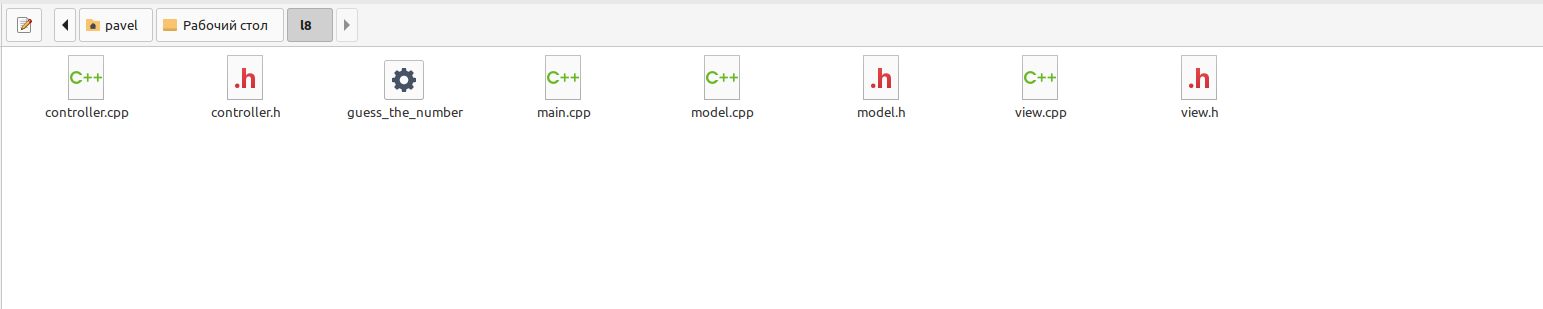 pavel Рабочий стол l8
C++ .h C++ C++ .h C++ .h
controller.cpp controller.h guess_the_number main.cpp model.cpp model.h view.cpp view.h